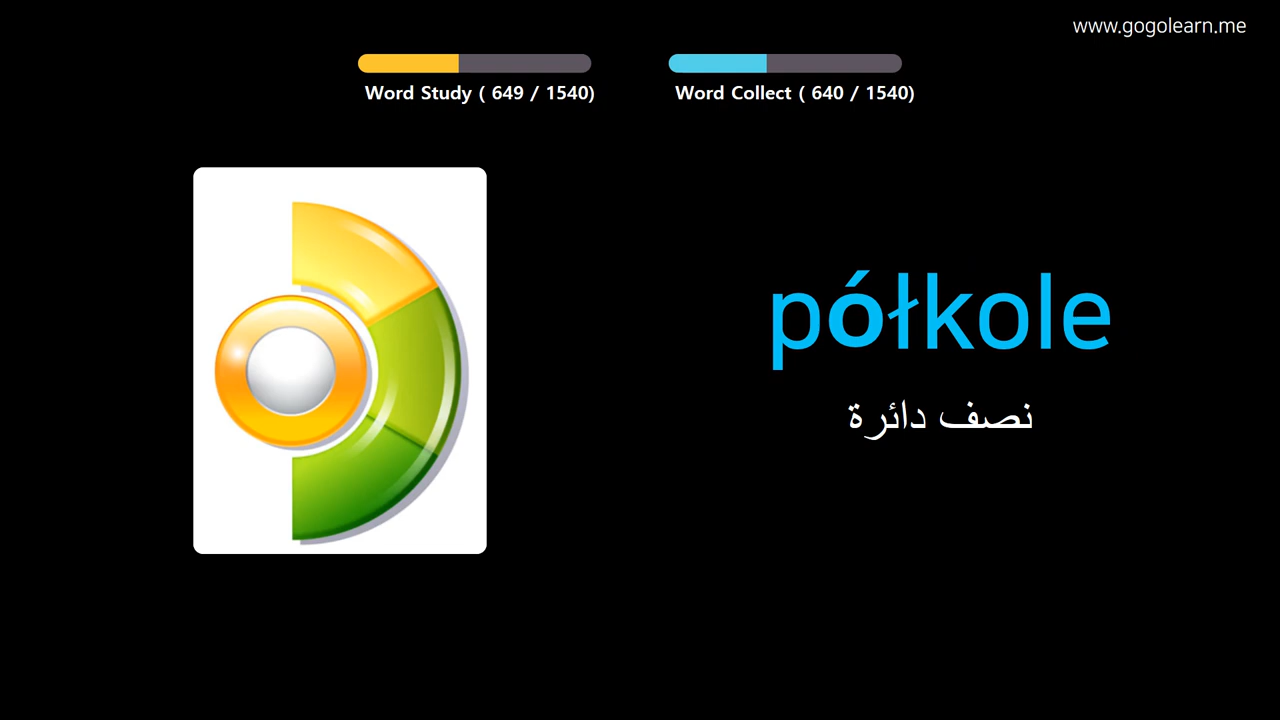 www.gogolearn.me
Word Study ( 649 / 1540)
Word Collect ( 640 / 1540)
półkole
نصف دائرة